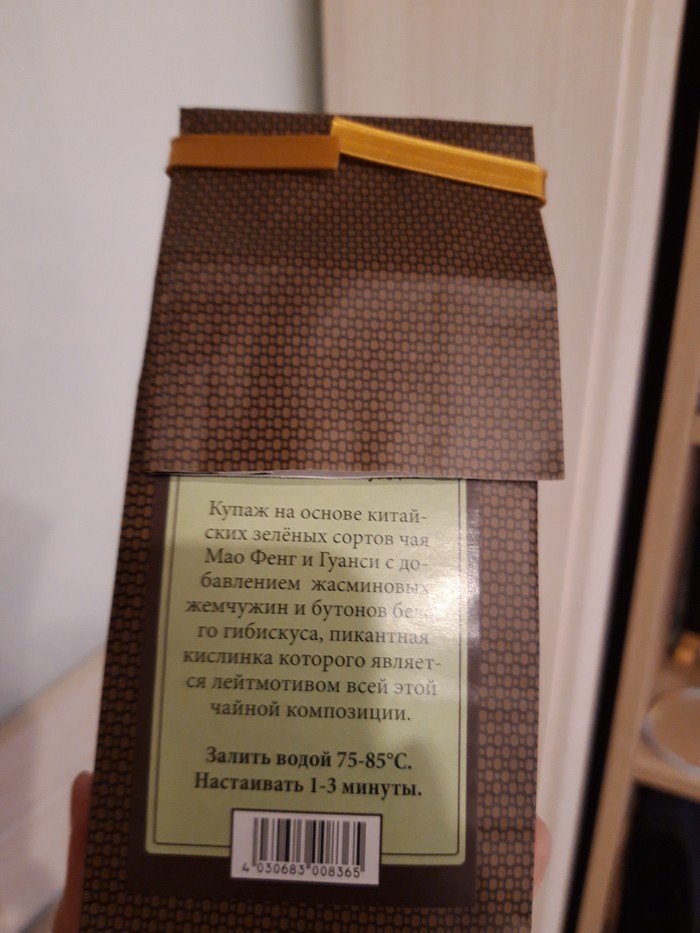 Купаж на основе китай-
ских зелёных сортов чая
Мао Фенг и Гуанси с до-
бавлением жасминовых
жемчужин и бутонов бело-
го гибискуса, пикантная
кислинка которого являет-
ся лейтмотивом всей этой
чайной композиции.
Залить водой 75-85°С.
Настаивать 1-3 минуты.
4 030683 008365